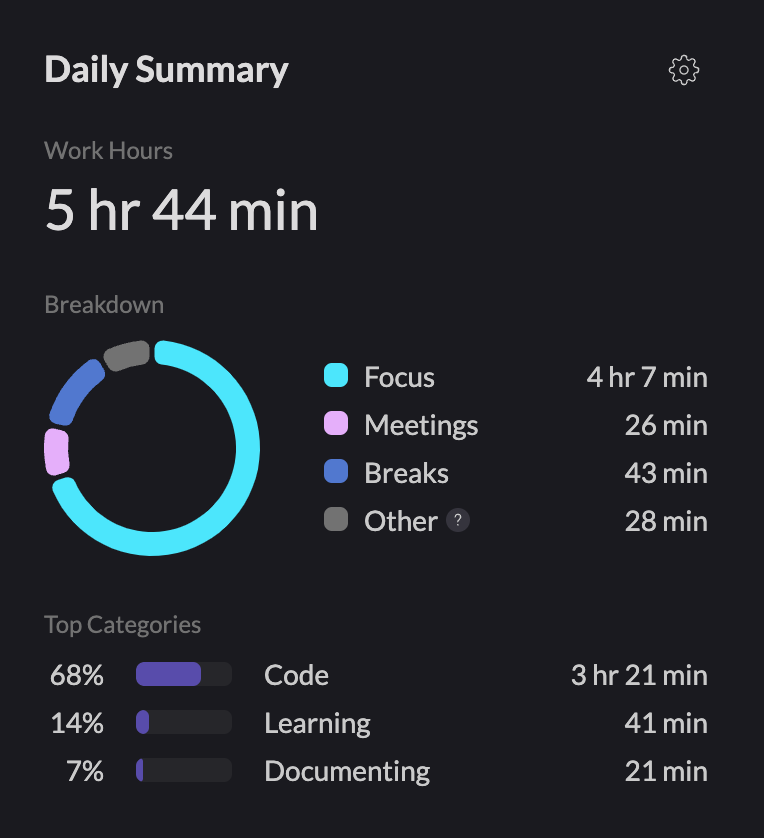 Daily Summary
Work Hours
5 hr 44 min
Breakdown
Focus 4 hr 7 min
Meetings 26 min
Breaks 43 min
Other ? 28 min
Top Categories
68% Code 3 hr 21 min
14% Learning 41 min
7% Documenting 21 min